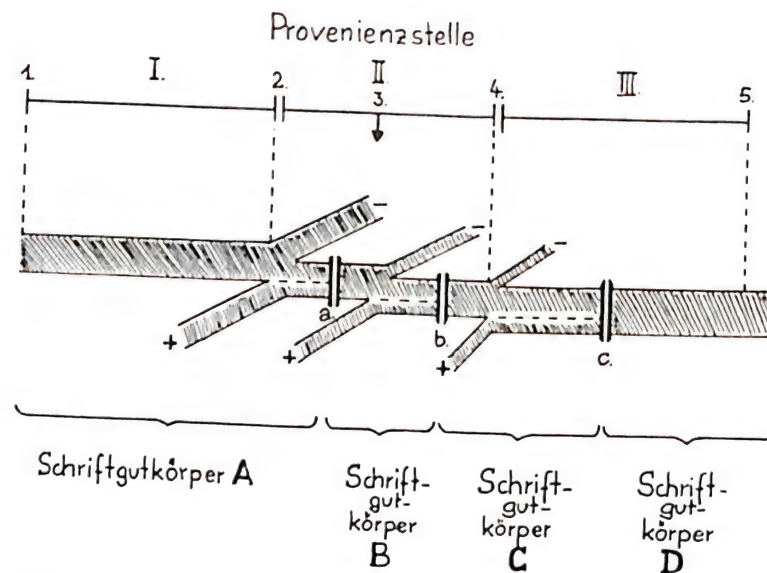 Provenienzstelle
1. I. 2. II 4. III. 5.
3.
- - -
a. b. c.
+ + +
Schriftgutkörper A
Schrift-
gut-
körper
B
Schrift-
gut-
körper
C
Schrift-
gut-
körper
D